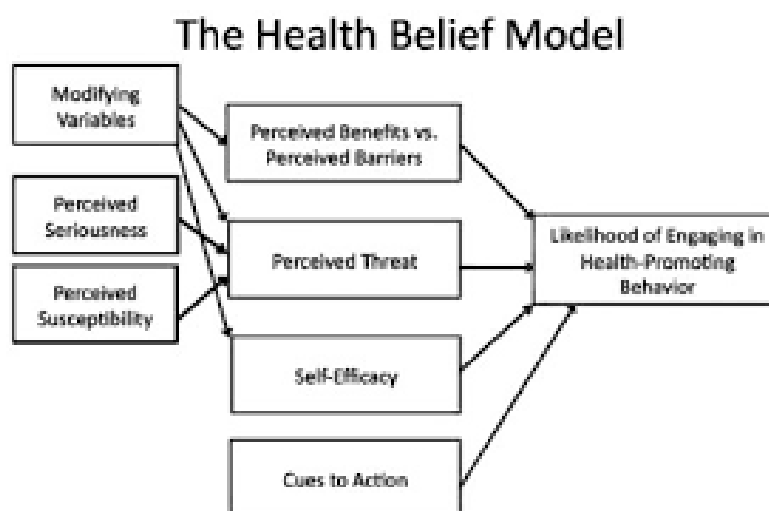 The Health Belief Model
Modifying
Variables
Perceived Benefits vs.
Perceived Barriers
Perceived
Seriousness
Perceived Threat
Likelihood of Engaging in
Health-Promoting
Behavior
Perceived
Susceptibility
Self-Efficacy
Cues to Action